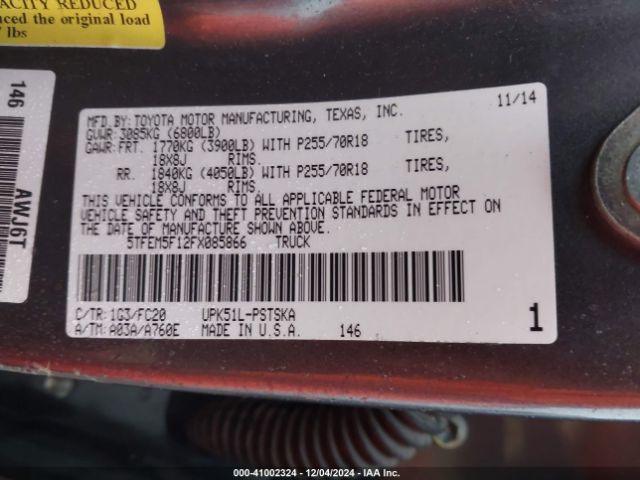 ACITY REDUCED
uced the original load
lbs
146
AWJ6T
MFD.BY: TOYOTA MOTOR MANUFACTURING, TEXAS, INC. 11/14
GVWR: 3085KG (6800LB)
GAWR: FRT. 1770KG (3900LB) WITH P255/70R18 TIRES,
18X8J RIMS.
RR. 1840KG (4050LB) WITH P255/70R18 TIRES,
18X8J RIMS.
THIS VEHICLE CONFORMS TO ALL APPLICABLE FEDERAL MOTOR
VEHICLE SAFETY AND THEFT PREVENTION STANDARDS IN EFFECT ON
THE DATE OF MANUFACTURE SHOWN ABOVE.
5TFEM5F12FX085866 TRUCK
C/TR: 1G3/FC20 UPK51L-PSTSKA
A/TM: A03A/A760E MADE IN U.S.A. 146 1
000-41002324 - 12/04/2024 - IAA Inc.